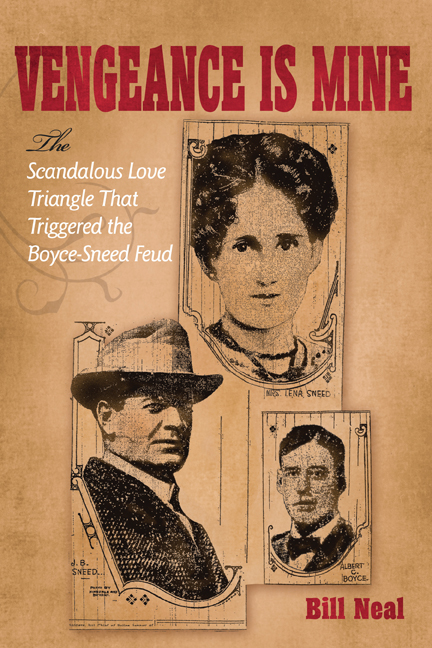 VENGEANCE IS MINE
The
Scandalous Love
Triangle That
Triggered the
Boyce-Sneed Feud
MRS. LENA SNEED
J.B.
SNEED...
ALBERT
C.
BOYCE
Bill Neal